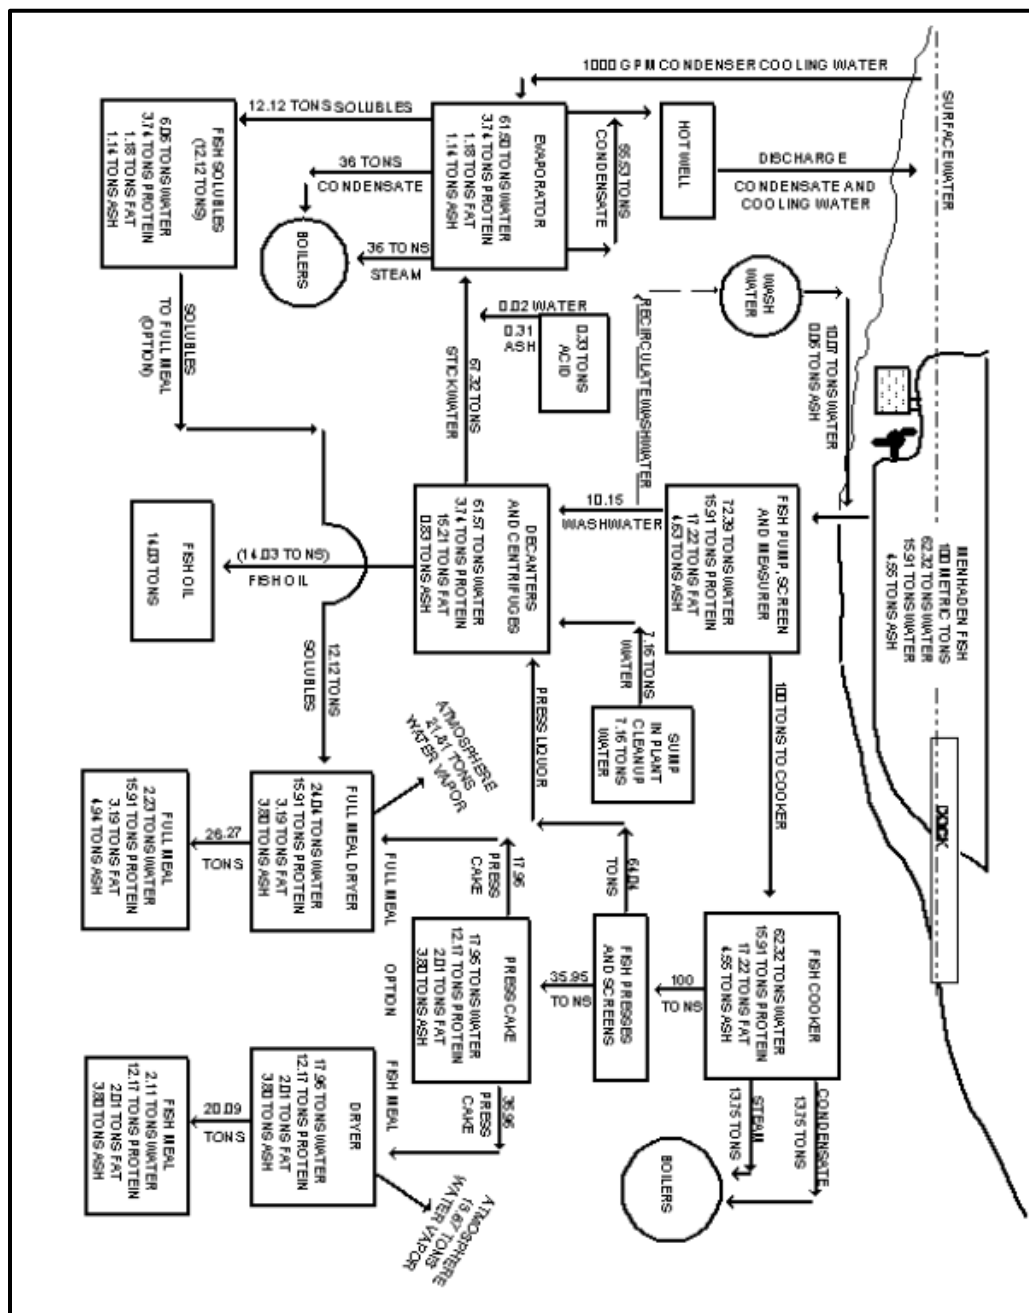 SURFACE WATER
1000 GPM CONDENSER COOLING WATER
HOT WELL
DISCHARGE
CONDENSATE AND
COOLING WATER
55.53 TONS
CONDENSATE
EVAPORATOR
61.60 TONS WATER
3.74 TONS PROTEIN
1.18 TONS FAT
1.14 TONS ASH
12.12 TONS SOLUBLES
FISH SOLUBLES
(12.12 TONS)
6.06 TONS WATER
3.74 TONS PROTEIN
1.18 TONS FAT
1.14 TONS ASH
36 TONS
CONDENSATE
BOILERS
36 TONS
STEAM
SOLUBLES
TO FULL MEAL
(OPTION)
67.32 TONS
STICKWATER
0.02 WATER
0.31
ASH
0.33 TONS
ACID
RECIRCULATE WASHWATER
WASH
WATER
10.07 TONS WATER
0.06 TONS ASH
MENHADEN FISH
100 METRIC TONS
62.32 TONS WATER
15.91 TONS WATER
4.55 TONS ASH
DOCK
FISH PUMP, SCREEN
AND MEASURER
72.39 TONS WATER
15.91 TONS PROTEIN
17.22 TONS FAT
4.63 TONS ASH
10.15
WASHWATER
DECANTERS
AND CENTRIFUGES
61.57 TONS WATER
3.74 TONS PROTEIN
15.21 TONS FAT
0.83 TONS ASH
(14.03 TONS)
FISH OIL
FISH OIL
14.03 TONS
7.16 TONS
WATER
SUMP
IN PLANT
CLEANUP
7.16 TONS
WATER
PRESS LIQUOR
100 TONS TO COOKER
12.12 TONS
SOLUBLES
ATMOSPHERE
21.81 TONS
WATER VAPOR
FULL MEAL DRYER
24.04 TONS WATER
15.91 TONS PROTEIN
3.19 TONS FAT
3.80 TONS ASH
26.27
TONS
FULL MEAL
2.23 TONS WATER
15.91 TONS PROTEIN
3.19 TONS FAT
4.94 TONS ASH
17.96
PRESS
CAKE
FULL MEAL
OPTION
FISH MEAL
64.04
TONS
FISH COOKER
62.32 TONS WATER
15.91 TONS PROTEIN
17.22 TONS FAT
4.55 TONS ASH
100
TONS
FISH PRESSES
AND SCREENS
35.95
TONS
PRESS CAKE
17.96 TONS WATER
12.17 TONS PROTEIN
2.01 TONS FAT
3.80 TONS ASH
35.96
PRESS
CAKE
CONDENSATE
13.75 TONS
STEAM
13.75 TONS
BOILERS
DRYER
17.96 TONS WATER
12.17 TONS PROTEIN
2.01 TONS FAT
3.80 TONS ASH
20.09
TONS
FISH MEAL
2.11 TONS WATER
12.17 TONS PROTEIN
2.01 TONS FAT
3.80 TONS ASH
ATMOSPHERE
15.87 TONS
WATER VAPOR